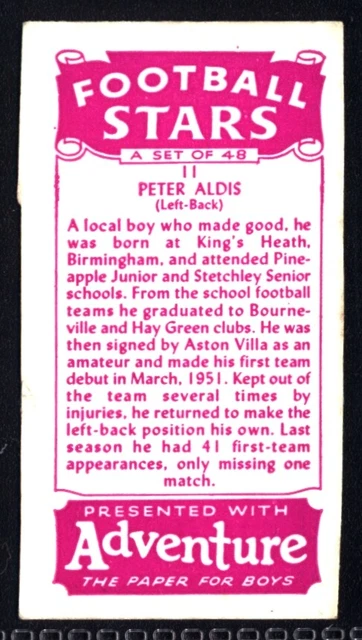 FOOTBALL
STARS
A SET OF 48
11
PETER ALDIS
(Left-Back)
A local boy who made good, he
was born at King's Heath,
Birmingham, and attended Pine-
apple Junior and Stetchley Senior
schools. From the school football
teams he graduated to Bourne-
ville and Hay Green clubs. He was
then signed by Aston Villa as an
amateur and made his first team
debut in March, 1951. Kept out of
the team several times by
injuries, he returned to make the
left-back position his own. Last
season he had 41 first-team
appearances, only missing one
match.
PRESENTED WITH
Adventure
THE PAPER FOR BOYS